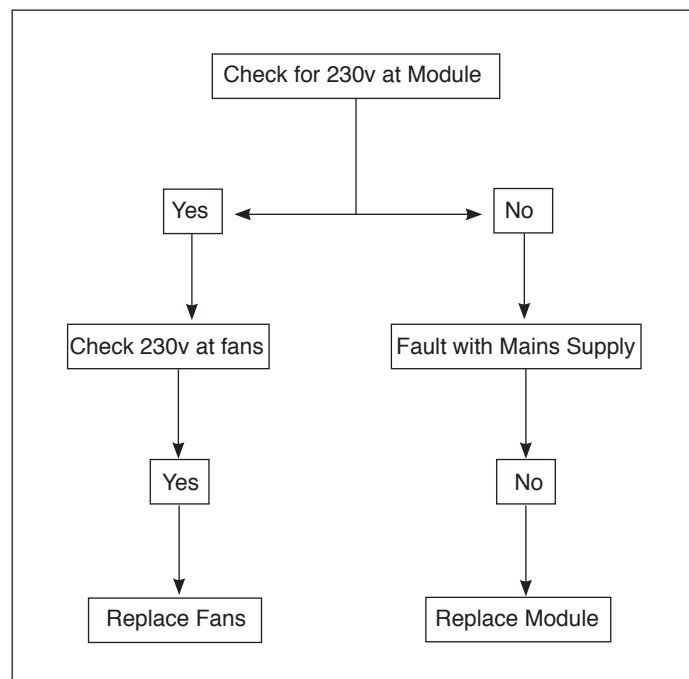 Check for 230v at Module
Yes
No
Check 230v at fans
Fault with Mains Supply
Yes
No
Replace Fans
Replace Module